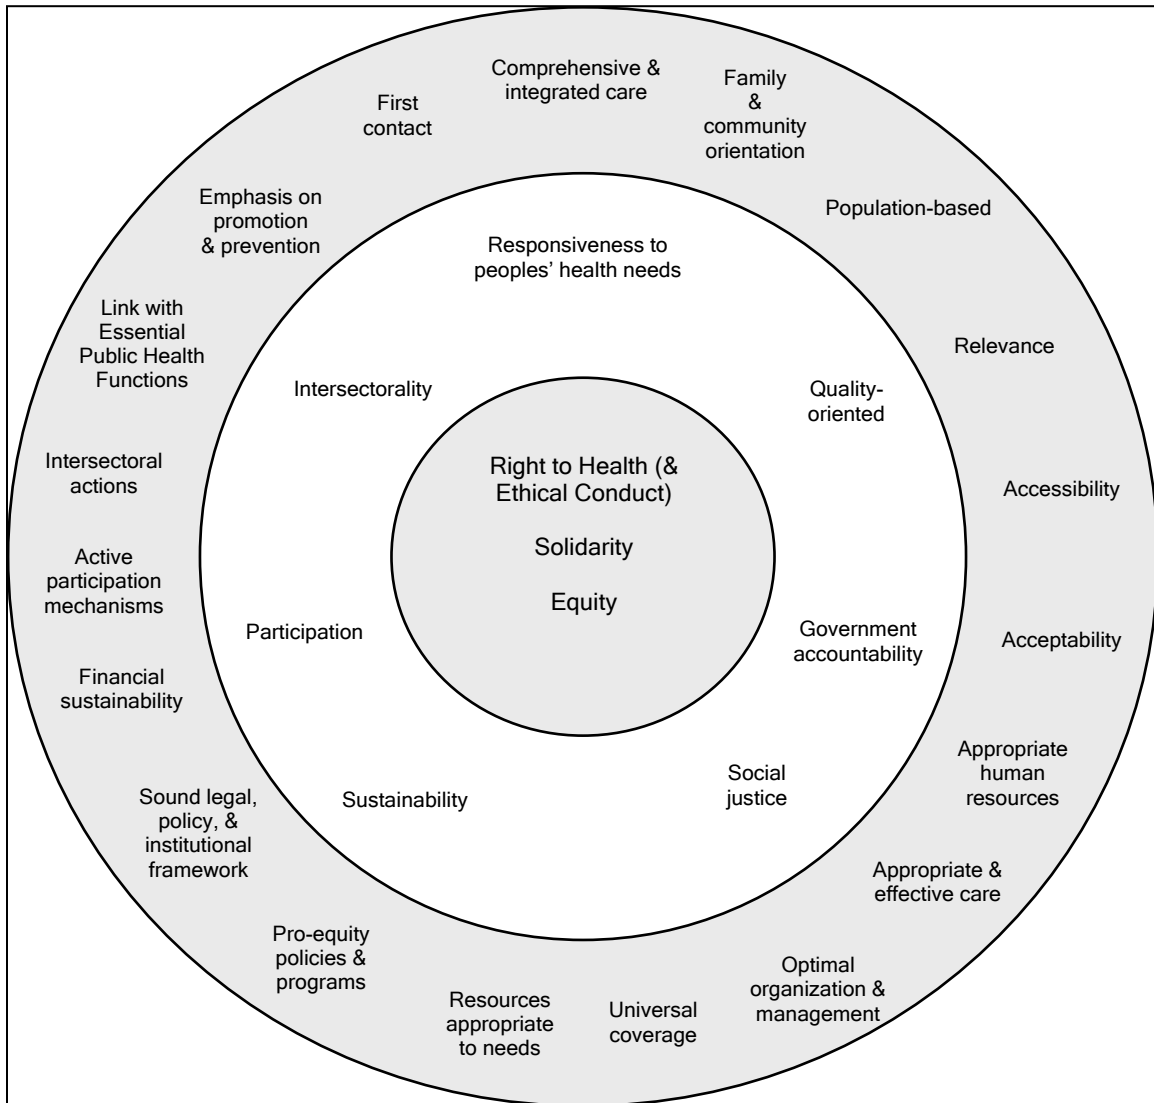 Comprehensive &
integrated care
Family
&
community
orientation
First
contact
Emphasis on
promotion
& prevention
Population-based
Responsiveness to
peoples’ health needs
Link with
Essential
Public Health
Functions
Relevance
Intersectorality
Quality-
oriented
Right to Health (&
Ethical Conduct)
Solidarity
Equity
Intersectoral
actions
Accessibility
Active
participation
mechanisms
Participation
Government
accountability
Acceptability
Financial
sustainability
Appropriate
human
resources
Social
justice
Sustainability
Sound legal,
policy, &
institutional
framework
Appropriate &
effective care
Pro-equity
policies &
programs
Optimal
organization &
management
Resources
appropriate
to needs
Universal
coverage